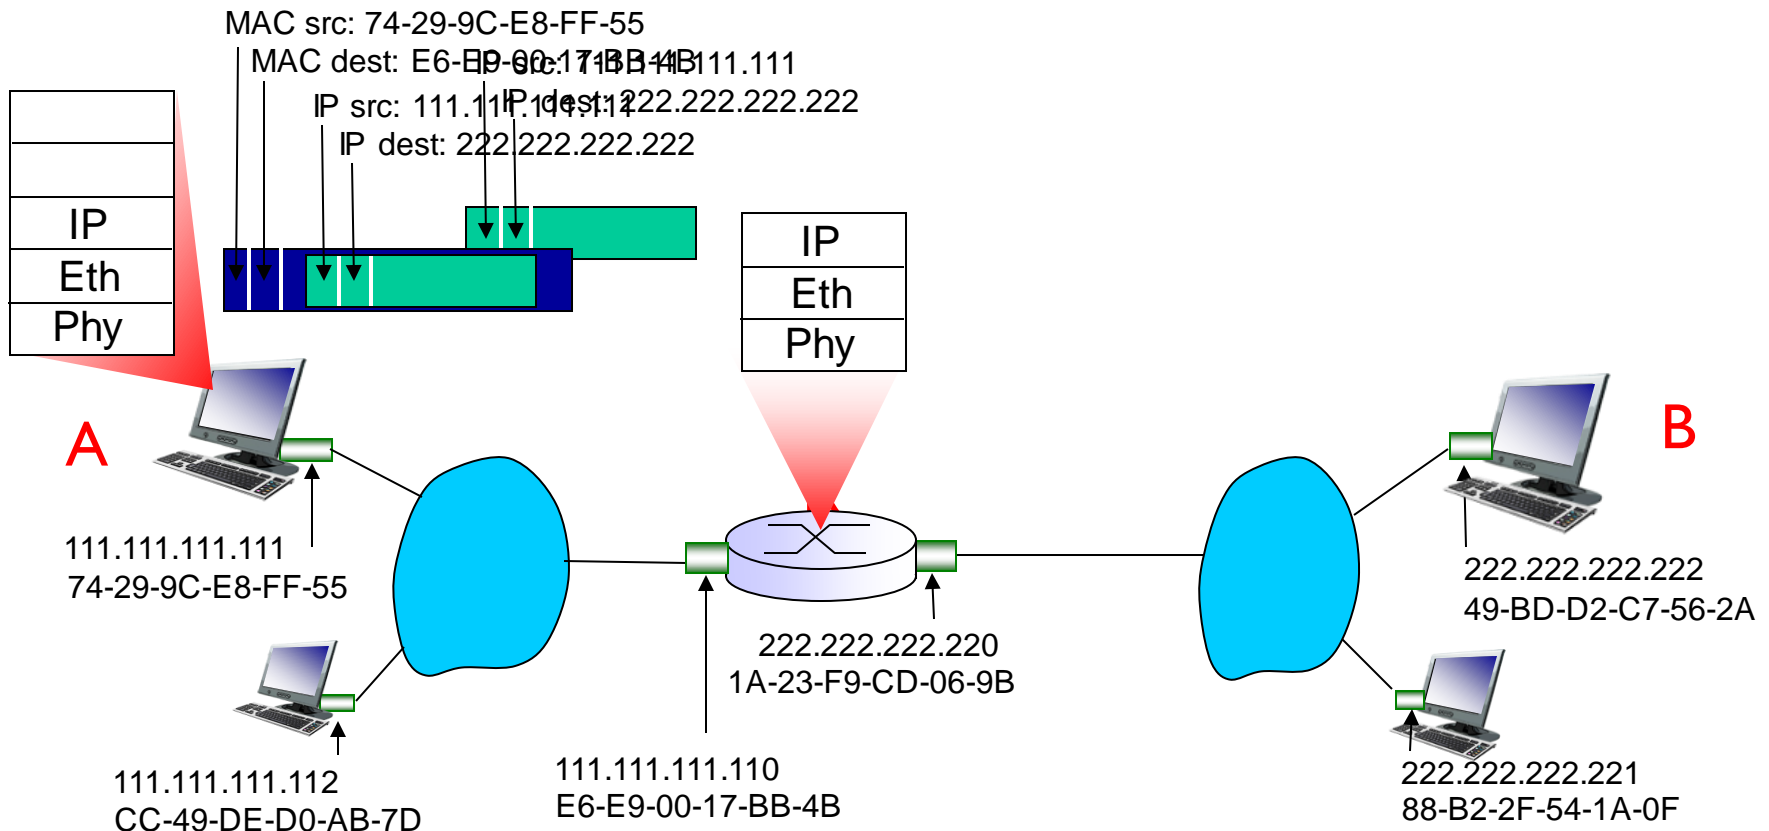 MAC src: 74-29-9C-E8-FF-55
MAC dest: E6-E9-00-17-BB-4B
IP src: 111.111.111.111
IP src: 111.111.111.111
IP dest: 222.222.222.222
IP dest: 222.222.222.222
IP
Eth
Phy
IP
Eth
Phy
A
B
111.111.111.111
74-29-9C-E8-FF-55
222.222.222.222
49-BD-D2-C7-56-2A
222.222.222.220
1A-23-F9-CD-06-9B
111.111.111.112
CC-49-DE-D0-AB-7D
111.111.111.110
E6-E9-00-17-BB-4B
222.222.222.221
88-B2-2F-54-1A-0F